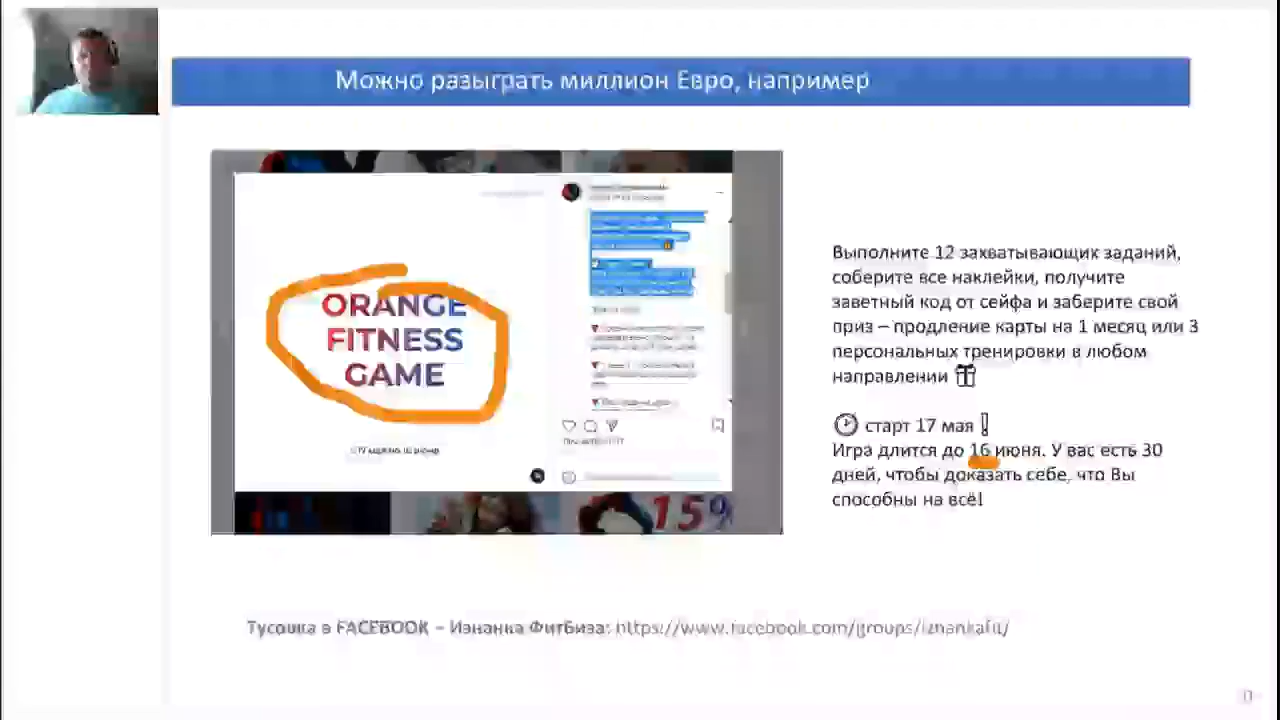 Можно разыграть миллион Евро, например
ORANGE
FITNESS
GAME
159
Выполните 12 захватывающих заданий,
соберите все наклейки, получите
заветный код от сейфа и заберите свой
приз – продление карты на 1 месяц или 3
персональных тренировки в любом
направлении
старт 17 мая
Игра длится до 16 июня. У вас есть 30
дней, чтобы доказать себе, что Вы
способны на всё!
Тусовка в FACEBOOK – Изнанка ФитБиза: https://www.facebook.com/groups/iznankafit/